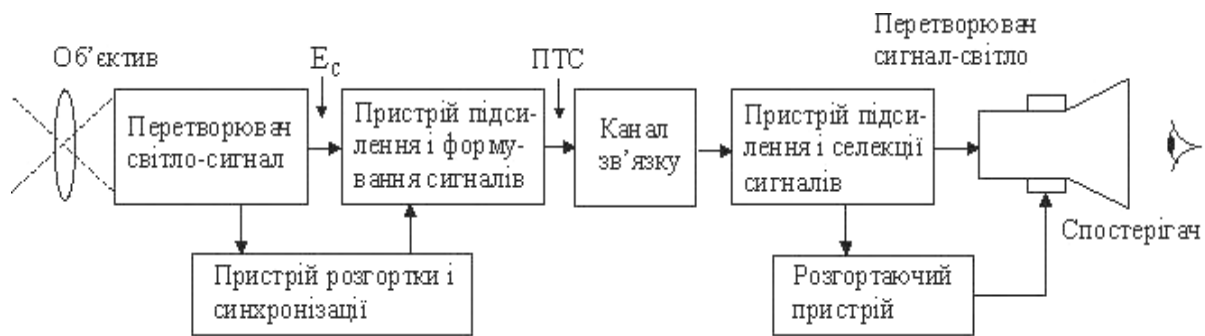 Об'єктив
Ес
ПТС
Перетворювач
сигнал-світло
Перетворювач
світло-сигнал
Пристрій підси-
лення і форму-
вання сигналів
Канал
зв'язку
Пристрій підси-
лення і селекції
сигналів
Спостерігач
Пристрій розгортки і
синхронізації
Розгортаючий
пристрій